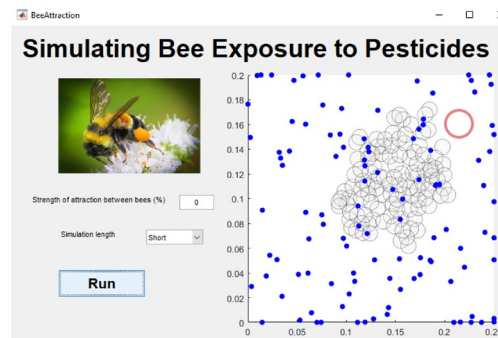 BeeAttraction
Simulating Bee Exposure to Pesticides
Strength of attraction between bees (%) 0
Simulation length Short
Run
0.2
0.18
0.16
0.14
0.12
0.1
0.08
0.06
0.04
0.02
0
0 0.05 0.1 0.15 0.2